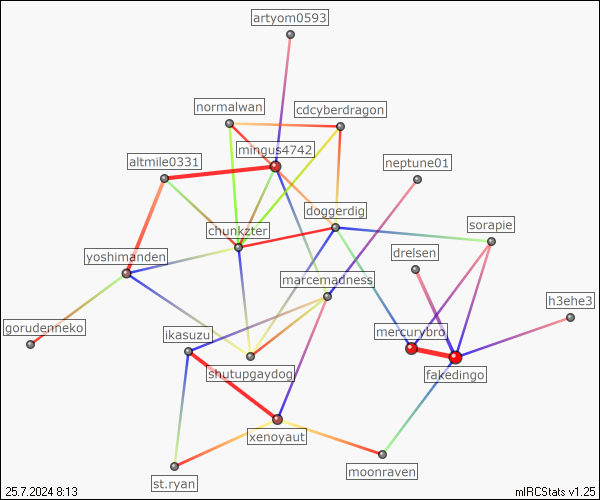 artyom0593
normalwan
cdcyberdragon
mingus4742
altmile0331
neptune01
doggerdig
chunkzter
sorapie
yoshimanden
drelsen
marcemadness
h3ehe3
gorudenneko
ikasuzu
mercurybro
shutupgaydog
fakedingo
xenoyaut
moonraven
st.ryan
25.7.2024 8:13
mIRCStats v1.25